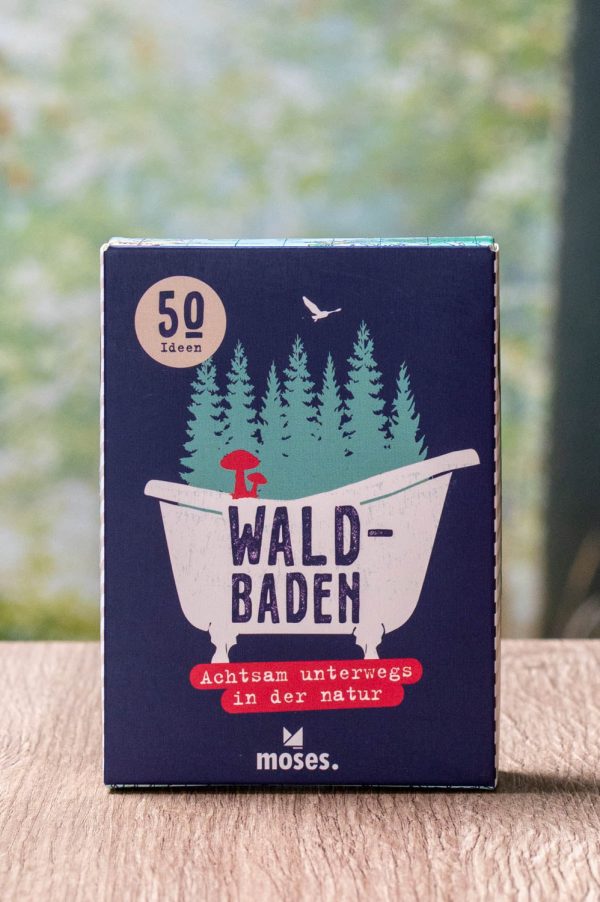 50
Ideen
WALD-
BADEN
Achtsam unterwegs
in der natur
moses.